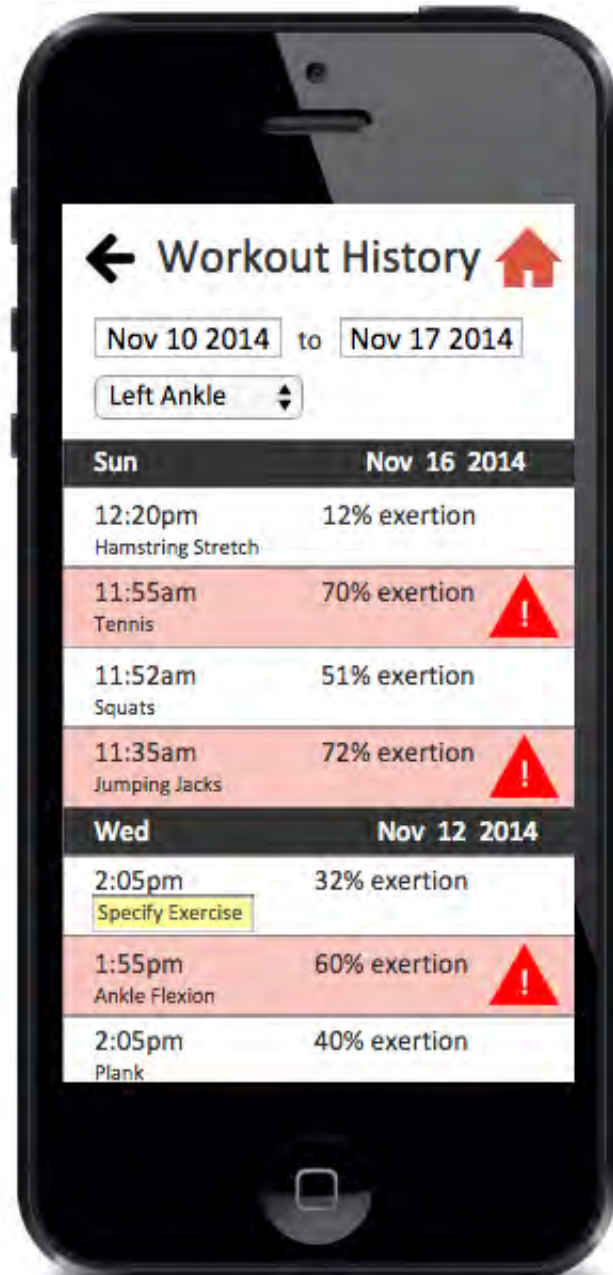 Workout History
Nov 10 2014 to Nov 17 2014
Left Ankle
Sun Nov 16 2014
12:20pm 12% exertion
Hamstring Stretch
11:55am 70% exertion
!
Tennis
11:52am 51% exertion
Squats
11:35am 72% exertion
!
Jumping Jacks
Wed Nov 12 2014
2:05pm 32% exertion
Specify Exercise
1:55pm 60% exertion
!
Ankle Flexion
2:05pm 40% exertion
Plank